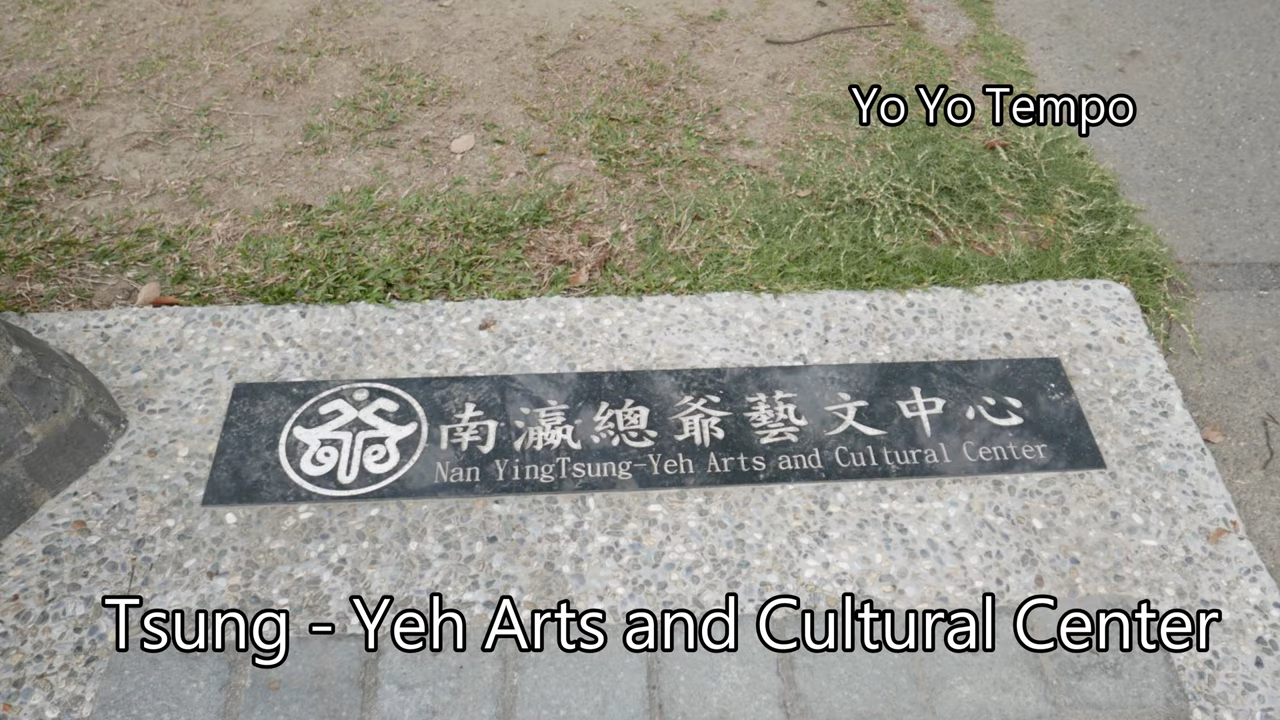 Yo Yo Tempo
南瀛總爺藝文中心
Nan YingTsung-Yeh Arts and Cultural Center
Tsung - Yeh Arts and Cultural Center